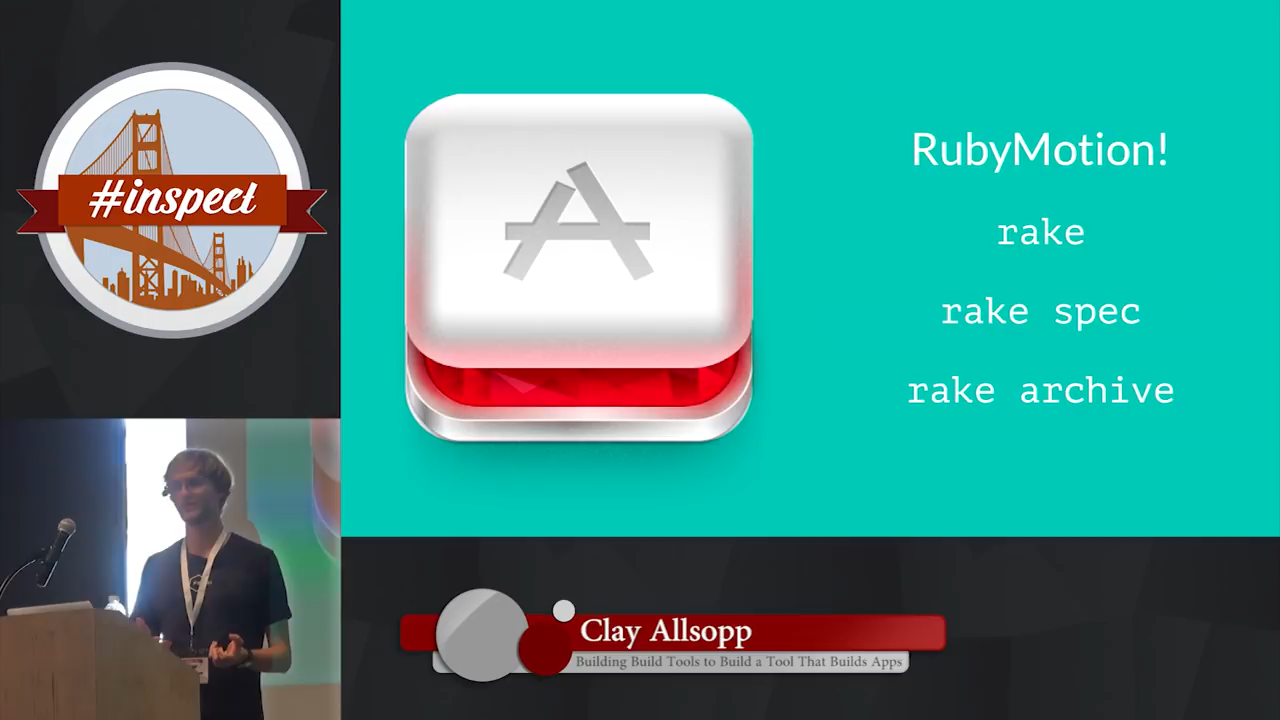 #inspect
RubyMotion!
rake
rake spec
rake archive
Clay Allsopp
Building Build Tools to Build a Tool That Builds Apps